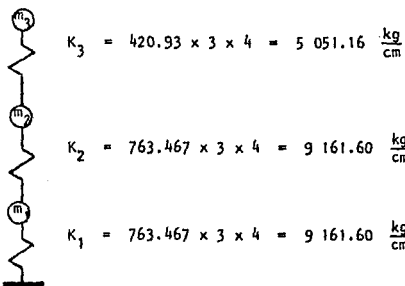 m3
K3 = 420.93 x 3 x 4 = 5 051.16 kg/cm
m2
K2 = 763.467 x 3 x 4 = 9 161.60 kg/cm
m1
K1 = 763.467 x 3 x 4 = 9 161.60 kg/cm